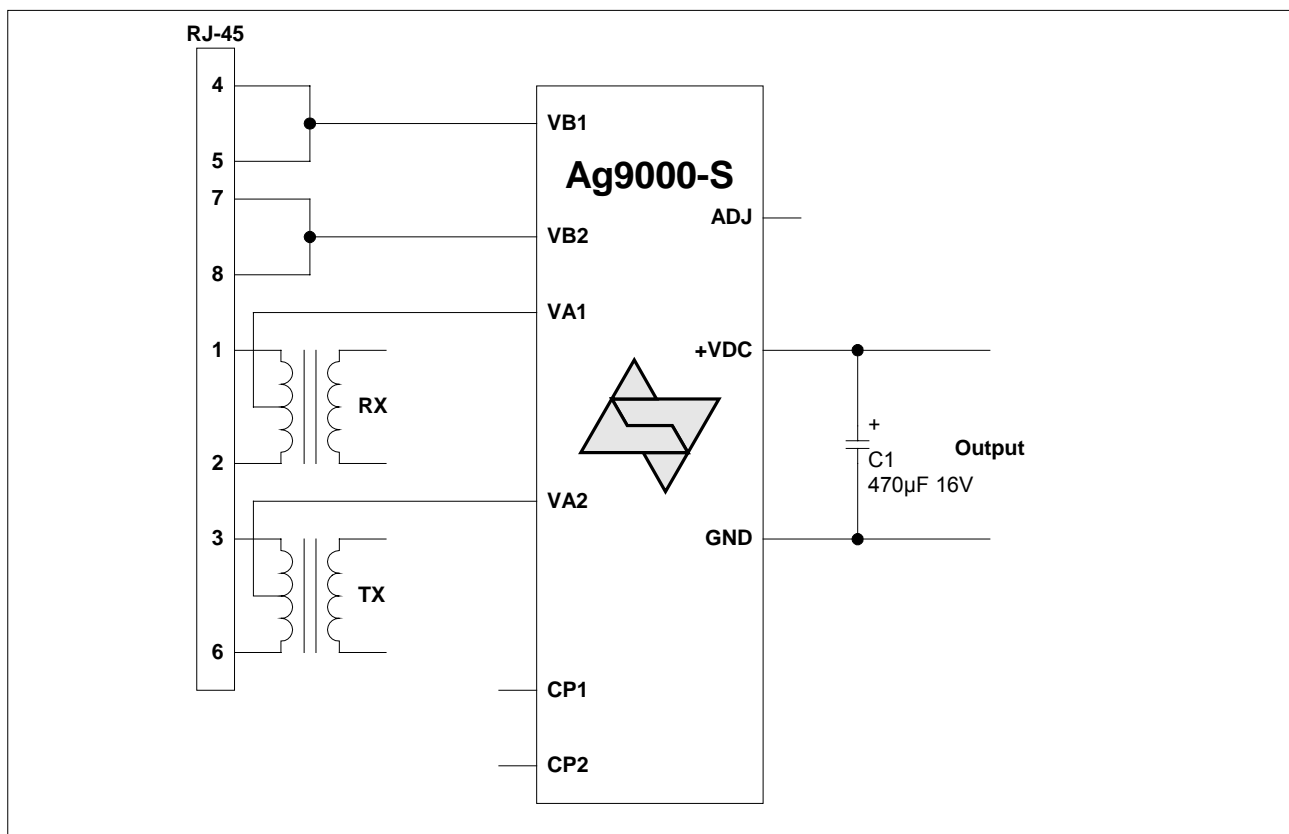 RJ-45
4
5
7
8
1
2
3
6
RX
TX
VB1
VB2
VA1
VA2
CP1
CP2
Ag9000-S
ADJ
+VDC
GND
+
C1
470µF 16V
Output